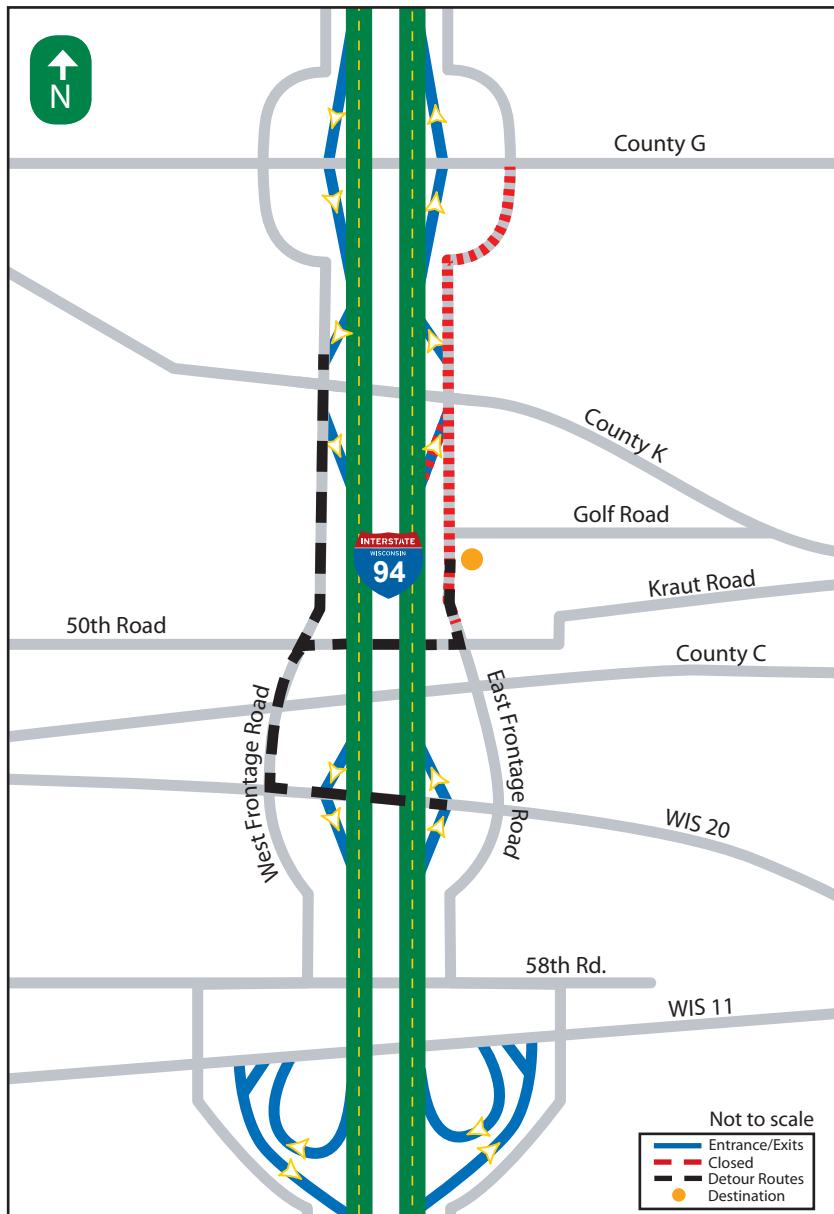 N
County G
County K
Golf Road
INTERSTATE
WISCONSIN
94
Kraut Road
50th Road
County C
West Frontage Road
East Frontage Road
WIS 20
58th Rd.
WIS 11
Not to scale
Entrance/Exits
Closed
Detour Routes
Destination